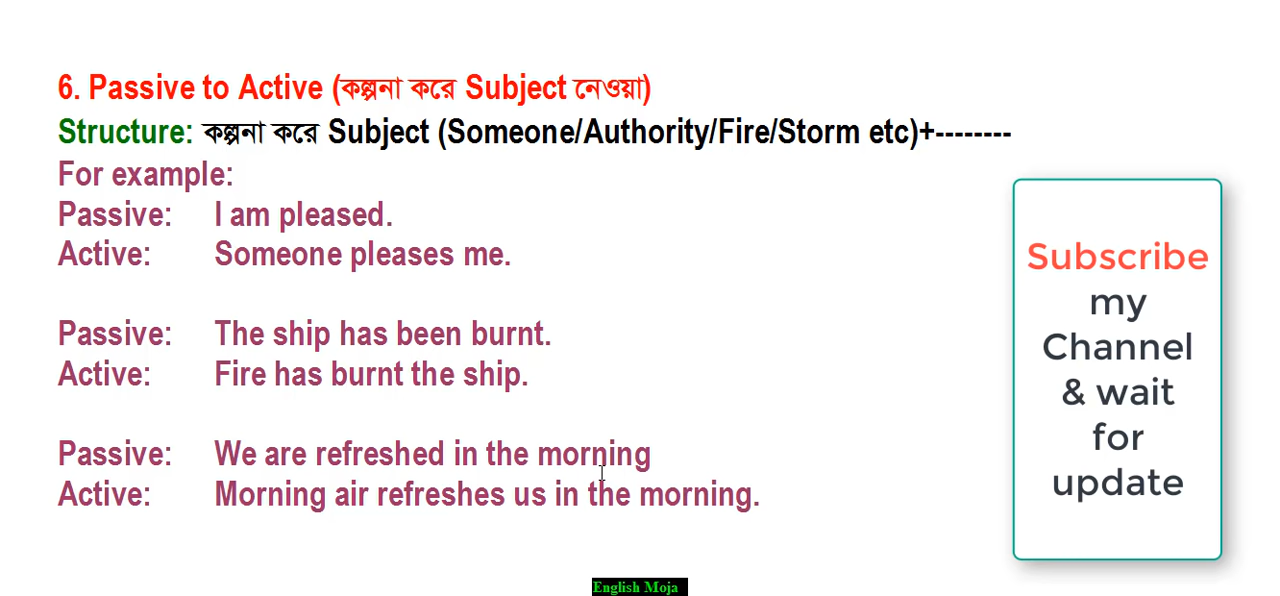 6. Passive to Active (কল্পনা করে Subject নেওয়া)
Structure: কল্পনা করে Subject (Someone/Authority/Fire/Storm etc)+--------
For example:
Passive: I am pleased.
Active: Someone pleases me.
Passive: The ship has been burnt.
Active: Fire has burnt the ship.
Passive: We are refreshed in the morning
Active: Morning air refreshes us in the morning.
Subscribe
my
Channel
& wait
for
update
English Moja